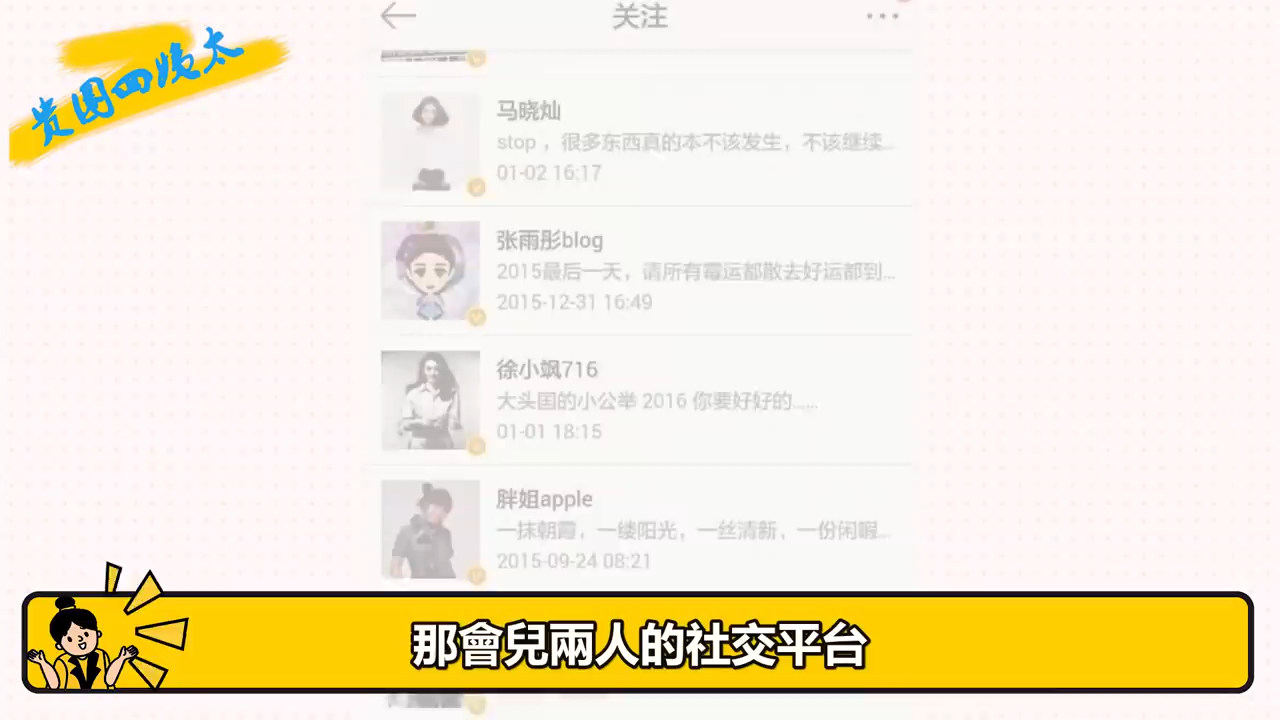 关注
贵圈四姨太
马晓灿
stop ，很多东西真的本不该发生，不该继续...
01-02 16:17
张雨彤blog
2015最后一天，请所有霉运都散去好运都到...
2015-12-31 16:49
徐小飒716
大头国的小公举 2016 你要好好的......
01-01 18:15
胖姐apple
一抹朝霞，一缕阳光，一丝清新，一份闲暇...
2015-09-24 08:21
那會兒兩人的社交平台